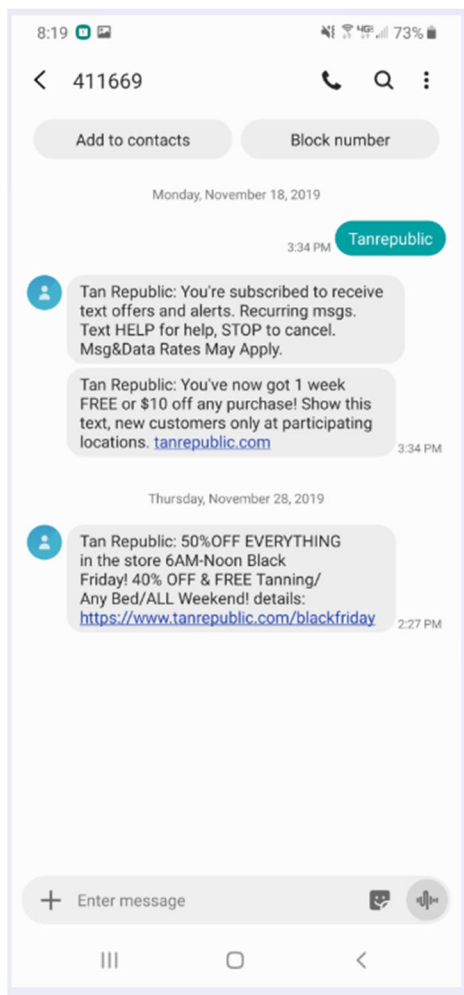 8:19
73%
411669
Add to contacts
Block number
Monday, November 18, 2019
3:34 PM
Tanrepublic
Tan Republic: You're subscribed to receive
text offers and alerts. Recurring msgs.
Text HELP for help, STOP to cancel.
Msg&Data Rates May Apply.
Tan Republic: You've now got 1 week
FREE or $10 off any purchase! Show this
text, new customers only at participating
locations. tanrepublic.com
3:34 PM
Thursday, November 28, 2019
Tan Republic: 50%OFF EVERYTHING
in the store 6AM-Noon Black
Friday! 40% OFF & FREE Tanning/
Any Bed/ALL Weekend! details:
https://www.tanrepublic.com/blackfriday
2:27 PM
Enter message